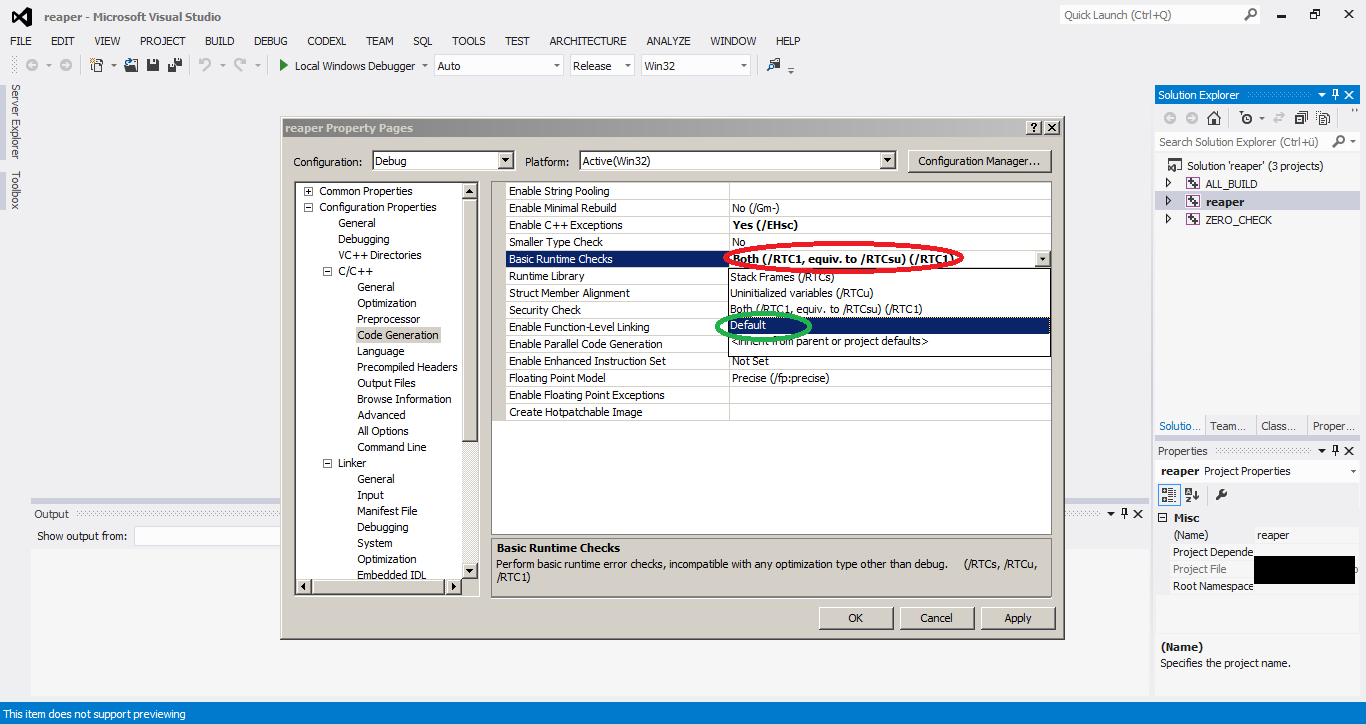 reaper - Microsoft Visual Studio
Quick Launch (Ctrl+Q)
FILE EDIT VIEW PROJECT BUILD DEBUG CODEXL TEAM SQL TOOLS TEST ARCHITECTURE ANALYZE WINDOW HELP
Local Windows Debugger Auto Release Win32
Server Explorer
Toolbox
reaper Property Pages
Configuration: Debug Platform: Active(Win32) Configuration Manager...
Common Properties
Configuration Properties
General
Debugging
VC++ Directories
C/C++
General
Optimization
Preprocessor
Code Generation
Language
Precompiled Headers
Output Files
Browse Information
Advanced
All Options
Command Line
Linker
General
Input
Manifest File
Debugging
System
Optimization
Embedded IDL
Enable String Pooling
Enable Minimal Rebuild No (/Gm-)
Enable C++ Exceptions Yes (/EHsc)
Smaller Type Check No
Basic Runtime Checks Both (/RTC1, equiv. to /RTCsu) (/RTC1)
Runtime Library
Struct Member Alignment
Security Check
Enable Function-Level Linking
Enable Parallel Code Generation
Enable Enhanced Instruction Set Not Set
Floating Point Model Precise (/fp:precise)
Enable Floating Point Exceptions
Create Hotpatchable Image
Stack Frames (/RTCs)
Uninitialized variables (/RTCu)
Both (/RTC1, equiv. to /RTCsu) (/RTC1)
Default
<inherit from parent or project defaults>
Basic Runtime Checks
Perform basic runtime error checks, incompatible with any optimization type other than debug. (/RTCs, /RTCu,
/RTC1)
OK Cancel Apply
Output
Show output from:
Solution Explorer
Search Solution Explorer (Ctrl+ü)
Solution 'reaper' (3 projects)
ALL_BUILD
reaper
ZERO_CHECK
Solutio... Team... Class... Proper...
Properties
reaper Project Properties
Misc
(Name) reaper
Project Depende
Project File
Root Namespace
(Name)
Specifies the project name.
This item does not support previewing